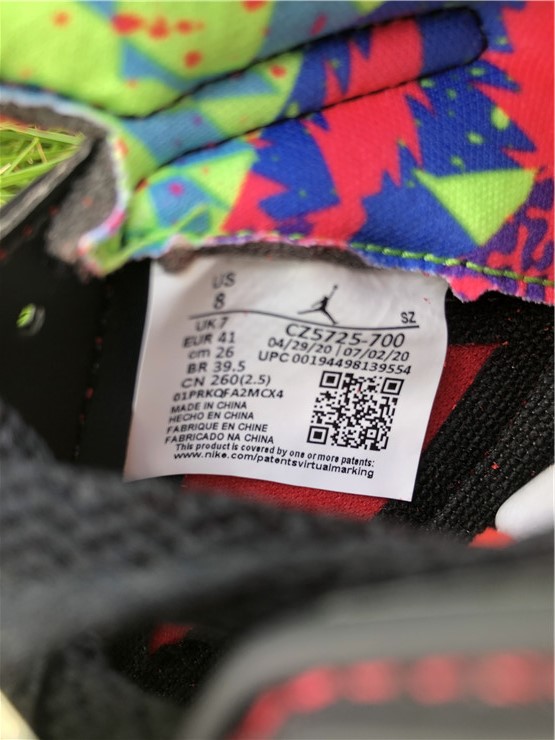 US
8
SZ
UK 7
CZ5725-700
EUR 41
04/29/20 | 07/02/20
cm 26
UPC 00194498139554
BR 39.5
CN 260(2.5)
01PRKQFA2MCX4
MADE IN CHINA
HECHO EN CHINA
FABRIQUE EN CHINE
FABRICADO NA CHINA
This product is covered by one or more patents:
www.nike.com/patentsvirtualmarking